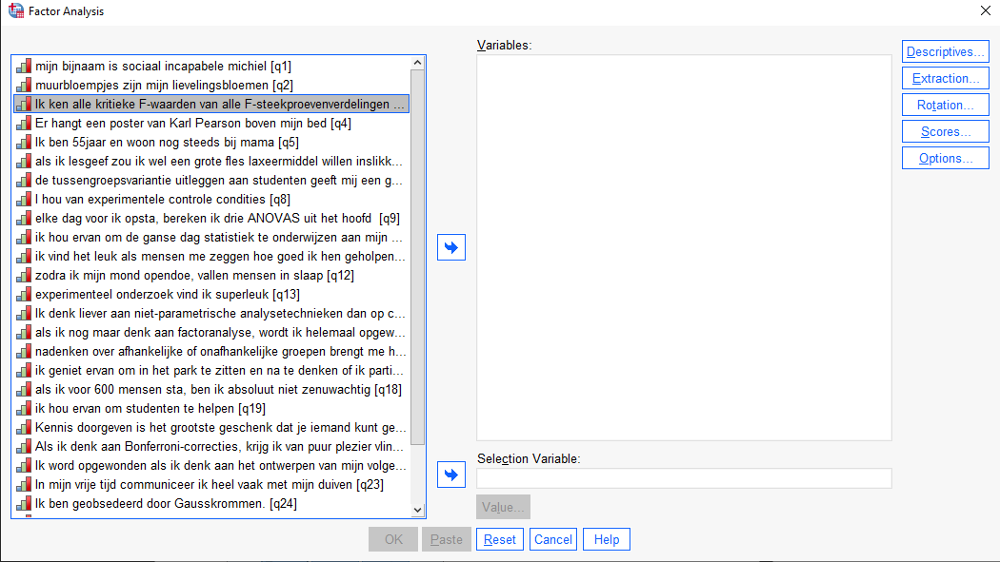 Factor Analysis
mijn bijnaam is sociaal incapabele michiel [q1]
muurbloempjes zijn mijn lievelingsbloemen [q2]
Ik ken alle kritieke F-waarden van alle F-steekproevenverdelingen ...
Er hangt een poster van Karl Pearson boven mijn bed [q4]
Ik ben 55jaar en woon nog steeds bij mama [q5]
als ik lesgeef zou ik wel een grote fles laxeermiddel willen inslikk...
de tussengroepsvariantie uitleggen aan studenten geeft mij een g...
I hou van experimentele controle condities [q8]
elke dag voor ik opsta, bereken ik drie ANOVAS uit het hoofd [q9]
ik hou ervan om de ganse dag statistiek te onderwijzen aan mijn ...
ik vind het leuk als mensen me zeggen hoe goed ik hen geholpen...
zodra ik mijn mond opendoe, vallen mensen in slaap [q12]
experimenteel onderzoek vind ik superleuk [q13]
Ik denk liever aan niet-parametrische analysetechnieken dan op c...
als ik nog maar denk aan factoranalyse, wordt ik helemaal opgew...
nadenken over afhankelijke of onafhankelijke groepen brengt me h...
ik geniet ervan om in het park te zitten en na te denken of ik parti...
als ik voor 600 mensen sta, ben ik absoluut niet zenuwachtig [q18]
ik hou ervan om studenten te helpen [q19]
Kennis doorgeven is het grootste geschenk dat je iemand kunt ge...
Als ik denk aan Bonferroni-correcties, krijg ik van puur plezier vlin...
Ik word opgewonden als ik denk aan het ontwerpen van mijn volge...
In mijn vrije tijd communiceer ik heel vaak met mijn duiven [q23]
Ik ben geobsedeerd door Gausskrommen. [q24]
Variables:
Selection Variable:
Value...
Descriptives...
Extraction...
Rotation...
Scores...
Options...
OK
Paste
Reset
Cancel
Help